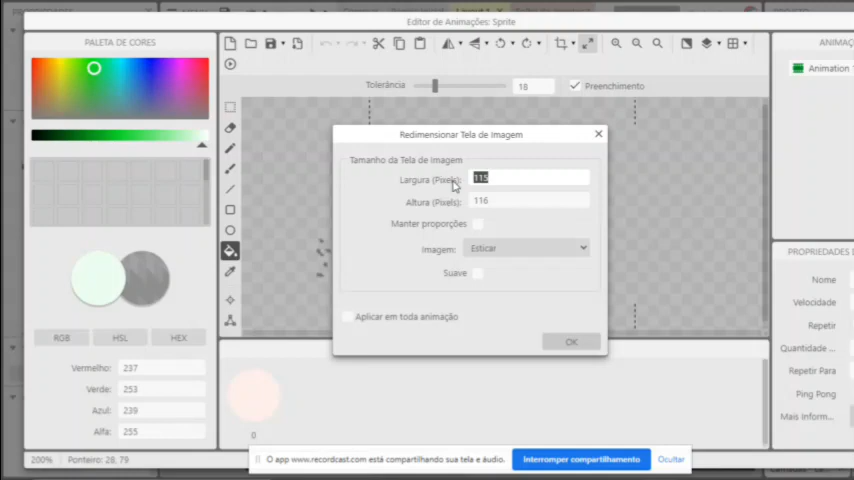 Editor de Animações: Sprite
PALETA DE CORES
Tolerância
18
Preenchimento
Animation
Redimensionar Tela de Imagem
Tamanho da Tela de Imagem
Largura (Pixels):
115
Altura (Pixels):
116
Manter proporções
Imagem:
Esticar
Suave
Aplicar em toda animação
OK
RGB
HSL
HEX
Vermelho:
237
Verde:
253
Azul:
239
Alfa:
255
0
PROPRIEDADES D
Nome
Velocidade
Repetir
Quantidade ...
Repetir Para
Ping Pong
Mais Inform...
200%
Ponteiro: 28, 79
O app www.recordcast.com está compartilhando sua tela e áudio.
Interromper compartilhamento
Ocultar